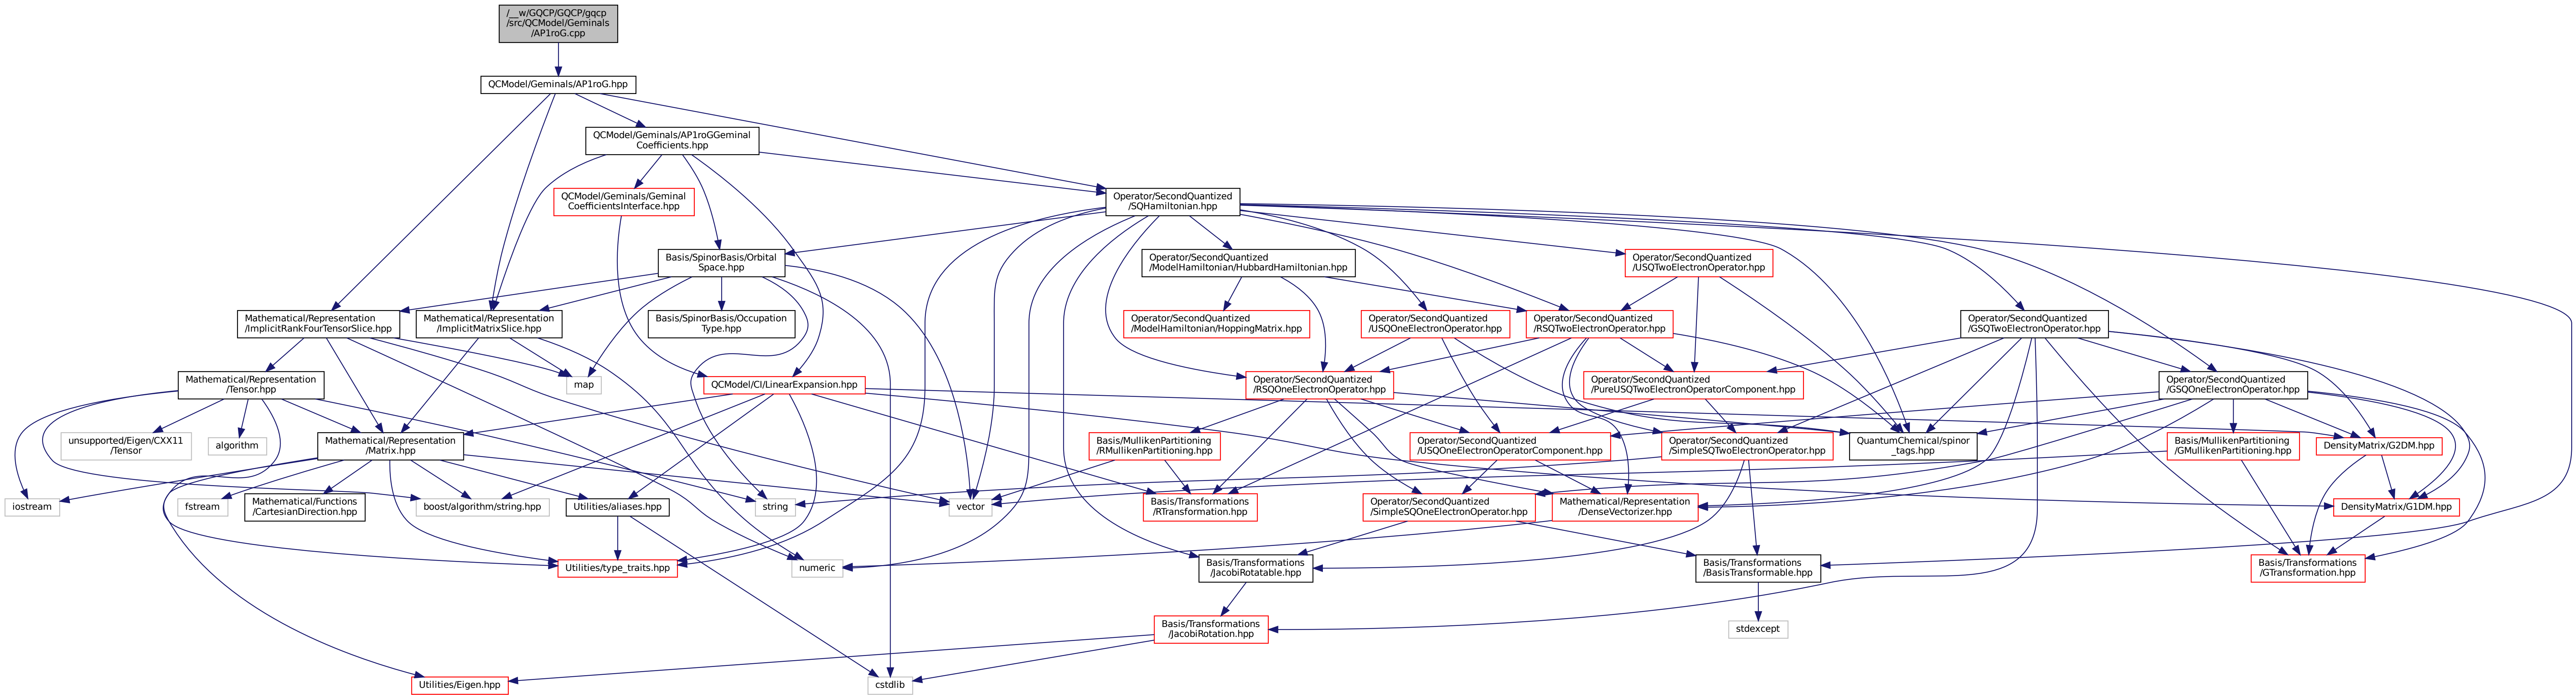 /__w/GQCP/GQCP/gqcp
/src/QCModel/Geminals
/AP1roG.cpp
QCModel/Geminals/AP1roG.hpp
QCModel/Geminals/AP1roGGeminal
Coefficients.hpp
QCModel/Geminals/Geminal
CoefficientsInterface.hpp
Operator/SecondQuantized
/SQHamiltonian.hpp
Basis/SpinorBasis/Orbital
Space.hpp
Operator/SecondQuantized
/ModelHamiltonian/HubbardHamiltonian.hpp
Operator/SecondQuantized
/USQTwoElectronOperator.hpp
Mathematical/Representation
/ImplicitRankFourTensorSlice.hpp
Mathematical/Representation
/ImplicitMatrixSlice.hpp
Basis/SpinorBasis/Occupation
Type.hpp
Operator/SecondQuantized
/ModelHamiltonian/HoppingMatrix.hpp
Operator/SecondQuantized
/USQOneElectronOperator.hpp
Operator/SecondQuantized
/RSQTwoElectronOperator.hpp
Operator/SecondQuantized
/GSQTwoElectronOperator.hpp
Mathematical/Representation
/Tensor.hpp
map
QCModel/CI/LinearExpansion.hpp
Operator/SecondQuantized
/RSQOneElectronOperator.hpp
Operator/SecondQuantized
/PureUSQTwoElectronOperatorComponent.hpp
Operator/SecondQuantized
/GSQOneElectronOperator.hpp
unsupported/Eigen/CXX11
/Tensor
algorithm
Mathematical/Representation
/Matrix.hpp
Basis/MullikenPartitioning
/RMullikenPartitioning.hpp
Operator/SecondQuantized
/USQOneElectronOperatorComponent.hpp
Operator/SecondQuantized
/SimpleSQTwoElectronOperator.hpp
QuantumChemical/spinor
_tags.hpp
Basis/MullikenPartitioning
/GMullikenPartitioning.hpp
DensityMatrix/G2DM.hpp
iostream
fstream
Mathematical/Functions
/CartesianDirection.hpp
boost/algorithm/string.hpp
Utilities/aliases.hpp
string
vector
Basis/Transformations
/RTransformation.hpp
Operator/SecondQuantized
/SimpleSQOneElectronOperator.hpp
Mathematical/Representation
/DenseVectorizer.hpp
DensityMatrix/G1DM.hpp
Utilities/type_traits.hpp
numeric
Basis/Transformations
/JacobiRotatable.hpp
Basis/Transformations
/BasisTransformable.hpp
Basis/Transformations
/GTransformation.hpp
Basis/Transformations
/JacobiRotation.hpp
stdexcept
Utilities/Eigen.hpp
cstdlib